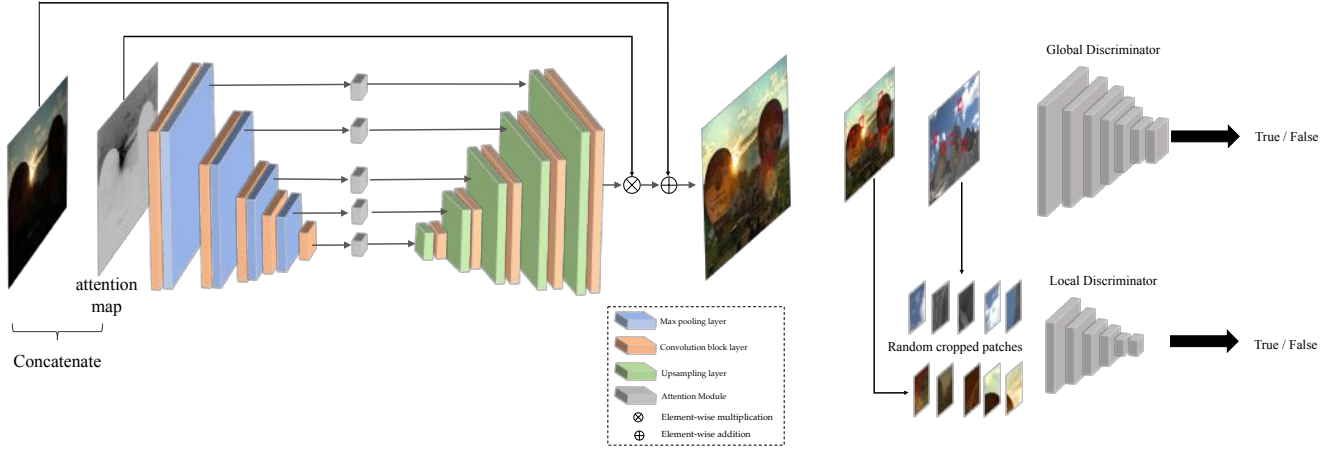 attention
map
Concatenate
Max pooling layer
Convolution block layer
Upsampling layer
Attention Module
Element-wise multiplication
Element-wise addition
Global Discriminator
True / False
Local Discriminator
Random cropped patches
True / False